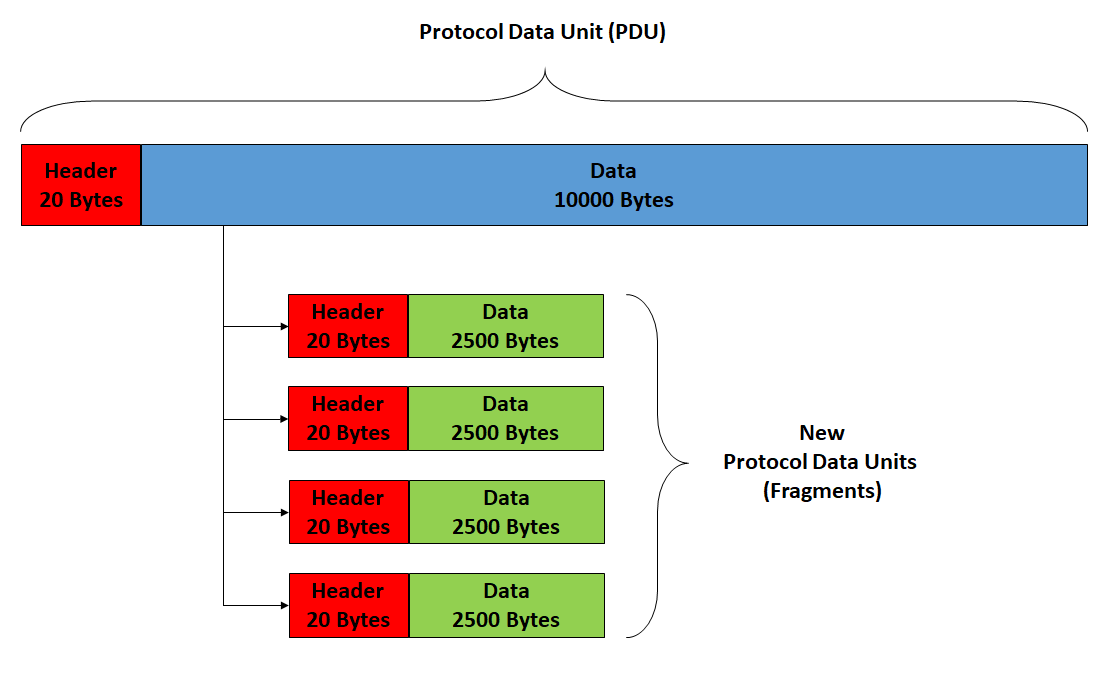 Protocol Data Unit (PDU)
Header
20 Bytes
Data
10000 Bytes
Header
20 Bytes
Data
2500 Bytes
Header
20 Bytes
Data
2500 Bytes
Header
20 Bytes
Data
2500 Bytes
Header
20 Bytes
Data
2500 Bytes
New
Protocol Data Units
(Fragments)